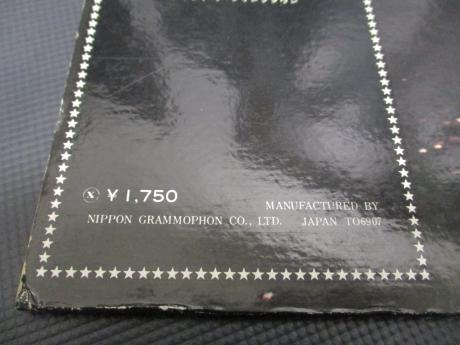 Ⓧ ¥1,750
MANUFACTURED BY
NIPPON GRAMMOPHON CO., LTD. JAPAN TO6907